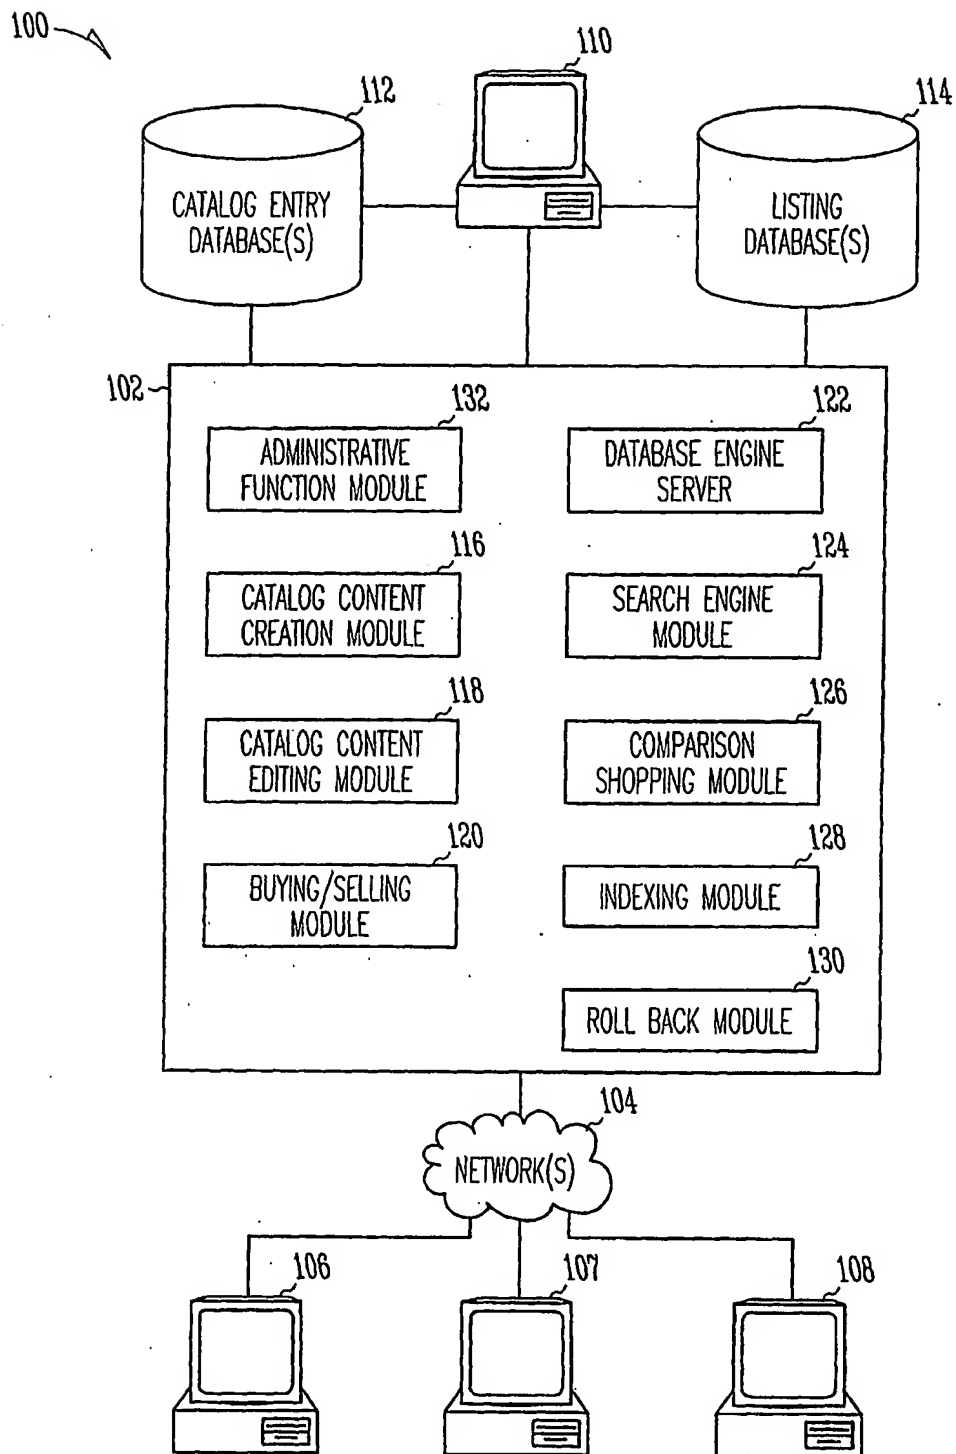 100
110
112
114
CATALOG ENTRY
DATABASE(S)
LISTING
DATABASE(S)
102
132
ADMINISTRATIVE
FUNCTION MODULE
122
DATABASE ENGINE
SERVER
116
CATALOG CONTENT
CREATION MODULE
124
SEARCH ENGINE
MODULE
118
CATALOG CONTENT
EDITING MODULE
126
COMPARISON
SHOPPING MODULE
120
BUYING/SELLING
MODULE
128
INDEXING MODULE
130
ROLL BACK MODULE
104
NETWORK(S)
106
107
108